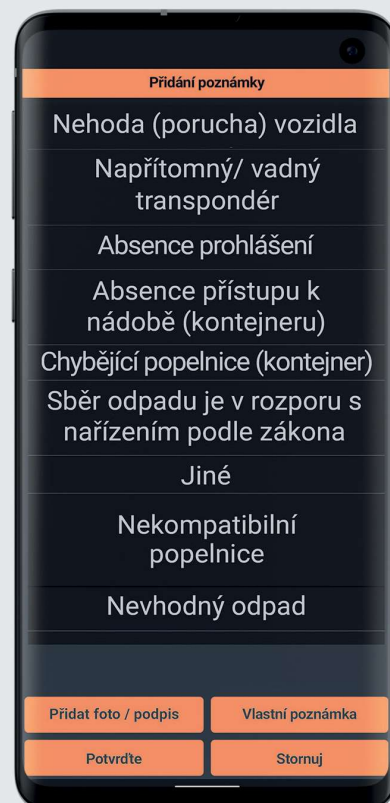 Přidání poznámky
Nehoda (porucha) vozidla
Napřítomný/ vadný
transpondér
Absence prohlášení
Absence přístupu k
nádobě (kontejneru)
Chybějící popelnice (kontejner)
Sběr odpadu je v rozporu s
nařízením podle zákona
Jiné
Nekompatibilní
popelnice
Nevhodný odpad
Přidat foto / podpis
Vlastní poznámka
Potvrďte
Stornuj